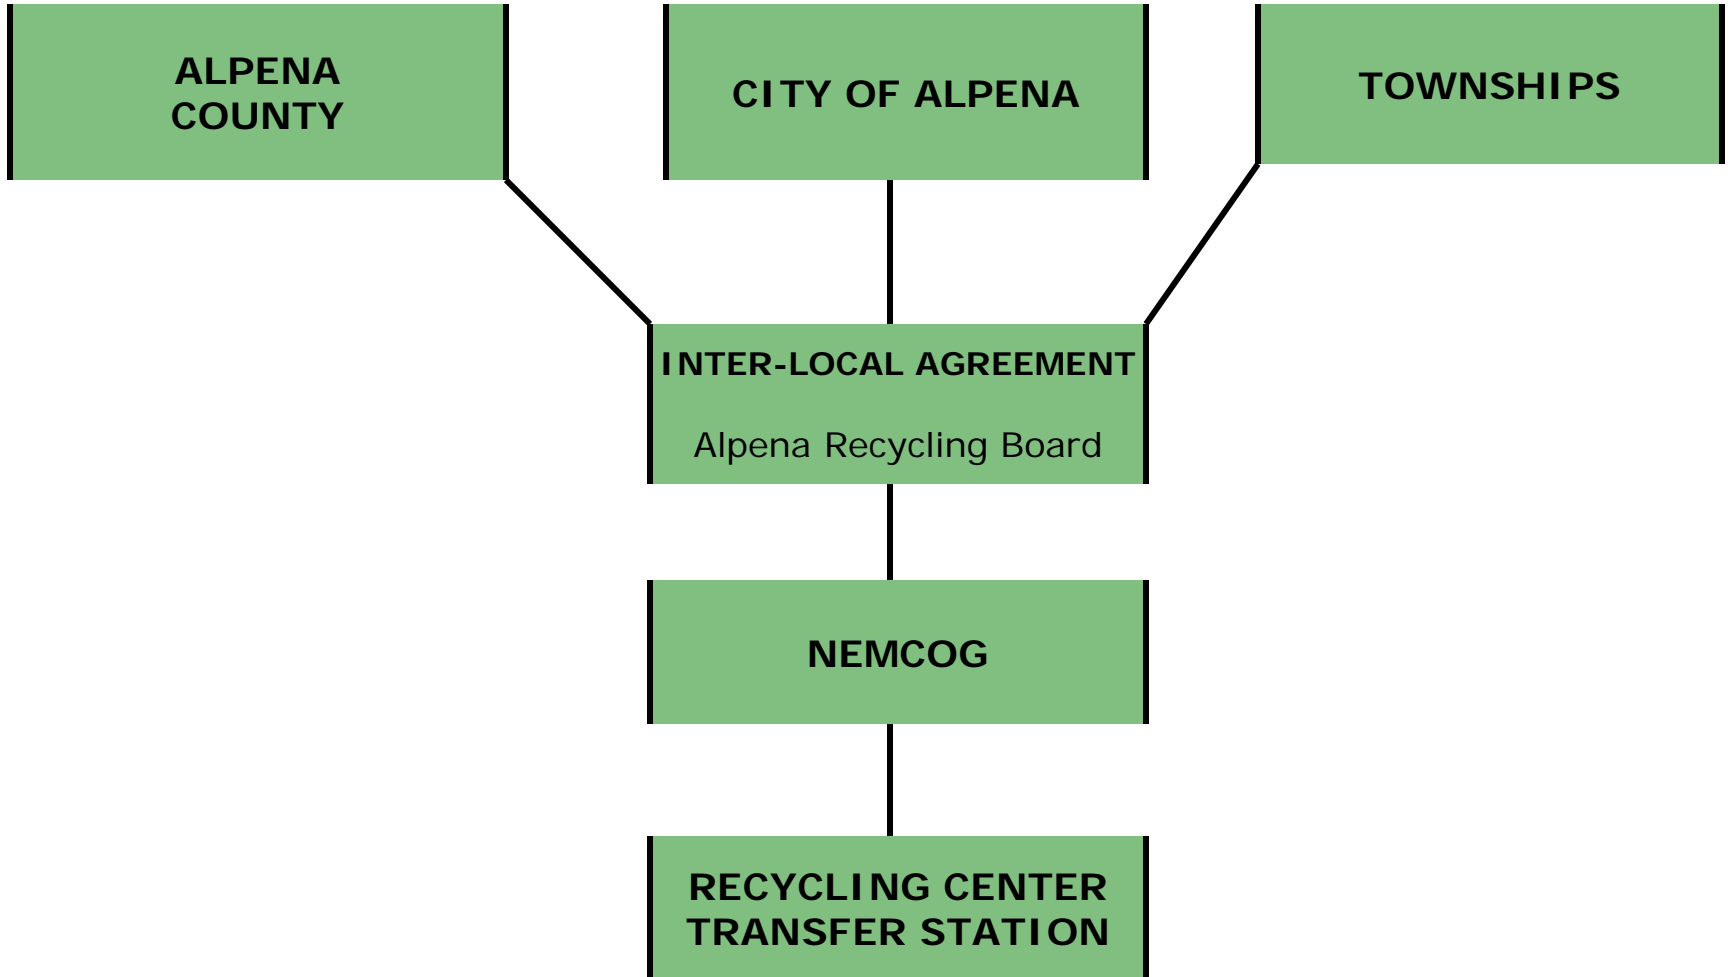 ALPENA
COUNTY
CITY OF ALPENA
TOWNSHIPS
INTER-LOCAL AGREEMENT
Alpena Recycling Board
NEMCOG
RECYCLING CENTER
TRANSFER STATION